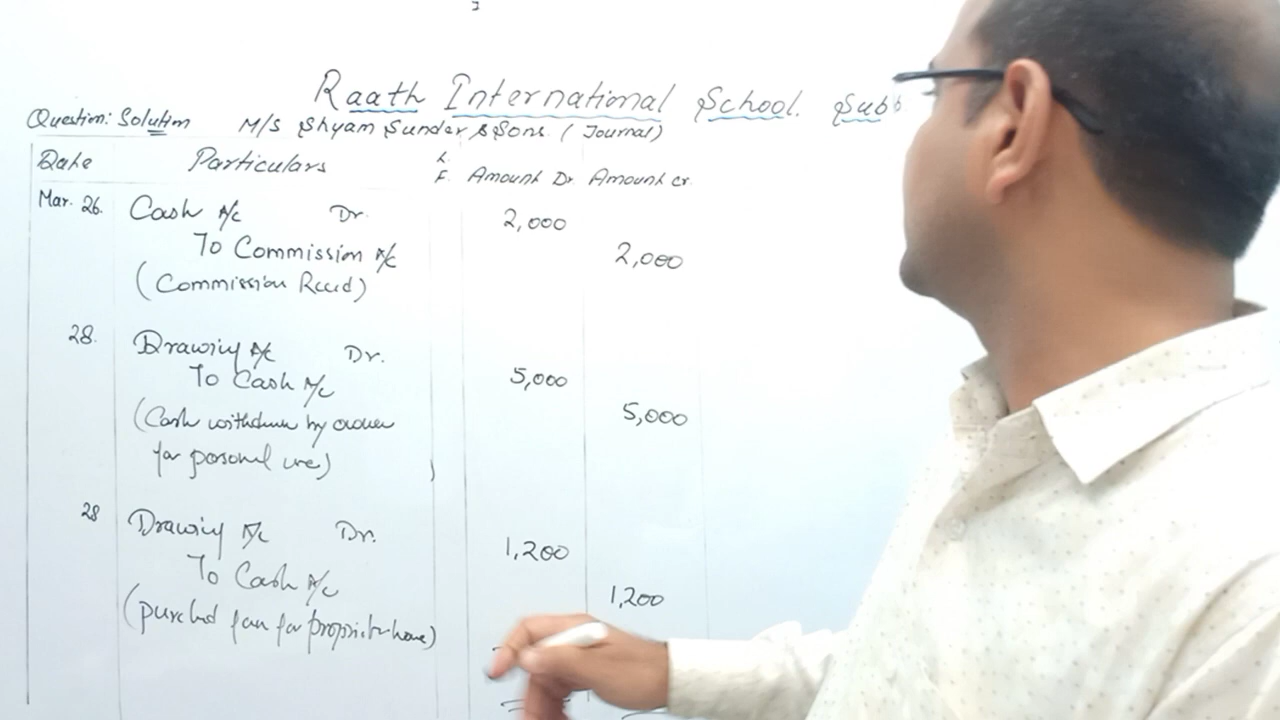 Raath International School. Sub
Question: Solution M/S Shyam Sunder & Sons. (Journal)
Date Particulars L. F. Amount Dr Amount cr.
Mar. 26. Cash A/c Dr. 2,000
To Commission A/c 2,000
(Commission Recd)
28. Drawing A/c Dr.
To Cash A/c 5,000
(Cash withdrawn by owner 5,000
for personal use)
28 Drawing A/c Dr. 1,200
To Cash A/c 1,200
(purchd fan for proprietor home)